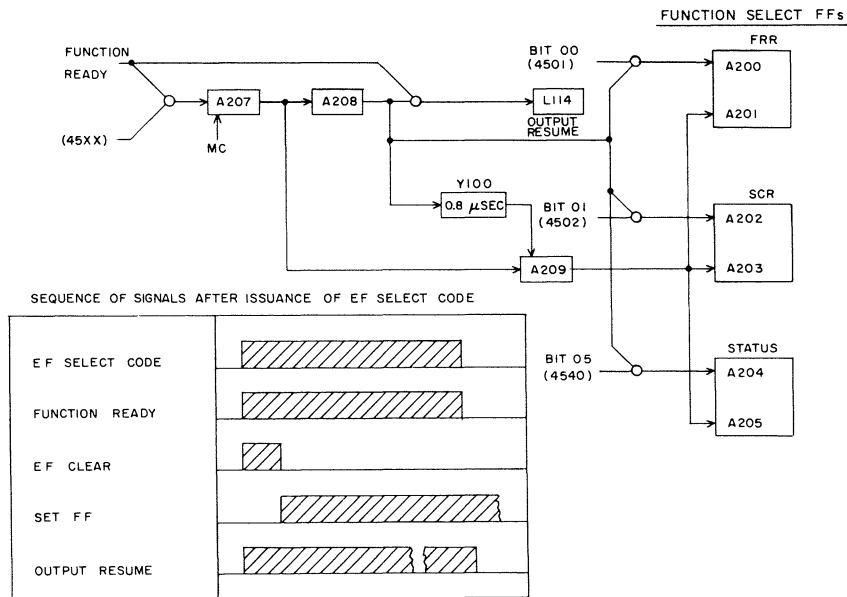 FUNCTION SELECT FFs
FUNCTION
READY
(45XX)
A207
MC
A208
L114
OUTPUT
RESUME
Y100
0.8 μSEC
A209
BIT 00
(4501)
FRR
A200
A201
BIT 01
(4502)
SCR
A202
A203
BIT 05
(4540)
STATUS
A204
A205
SEQUENCE OF SIGNALS AFTER ISSUANCE OF EF SELECT CODE
EF SELECT CODE
FUNCTION READY
EF CLEAR
SET FF
OUTPUT RESUME